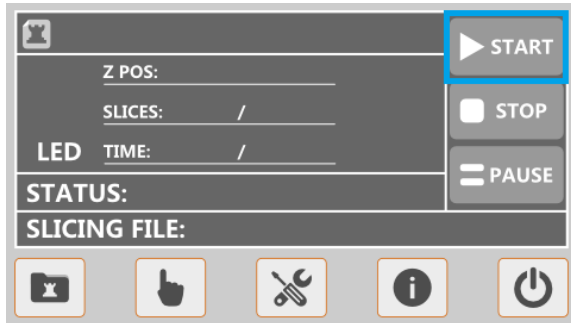 START
Z POS:
SLICES: /
STOP
LED TIME: /
PAUSE
STATUS:
SLICING FILE: